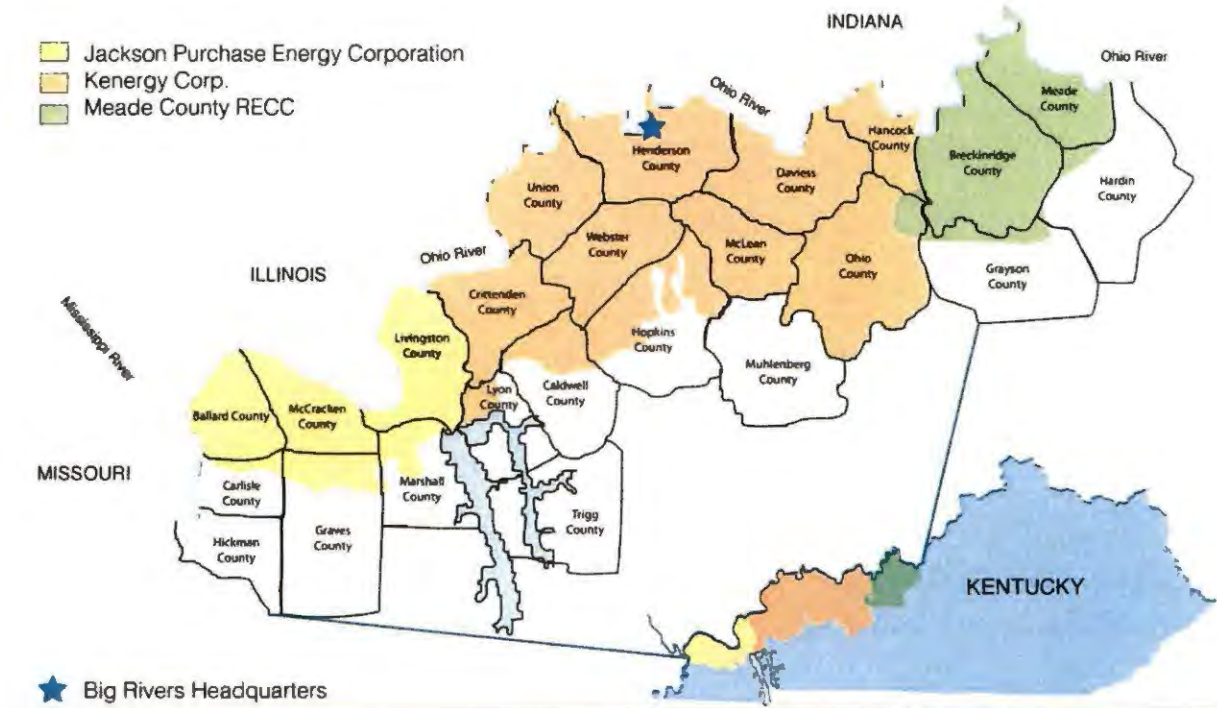 INDIANA
Jackson Purchase Energy Corporation
Kenergy Corp.
Meade County RECC
Ohio River
Ohio River
Meade
County
Hancock
County
Henderson
County
Breckinridge
County
Daviess
County
Hardin
County
Union
County
Webster
County
McLean
County
Ohio
County
Ohio River
ILLINOIS
Grayson
County
Crittenden
County
Mississippi River
Livingston
County
Hopkins
County
Muhlenberg
County
Lyon
County
Caldwell
County
Ballard County
McCracken
County
MISSOURI
Carlisle
County
Marshall
County
Graves
County
Trigg
County
Hickman
County
KENTUCKY
Big Rivers Headquarters